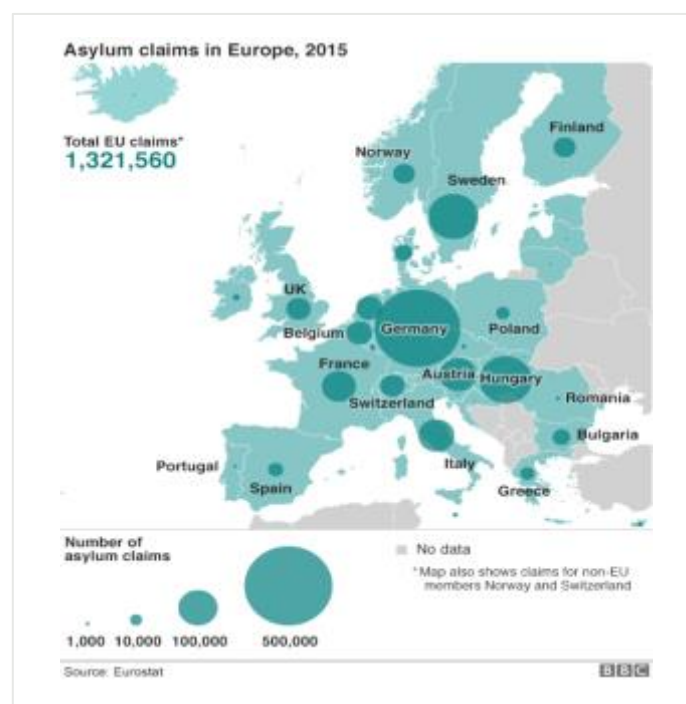 Asylum claims in Europe, 2015
Total EU claims*
1,321,560
Finland
Norway
Sweden
UK
Belgium
Germany
Poland
France
Austria
Hungary
Switzerland
Romania
Bulgaria
Portugal
Spain
Italy
Greece
Number of
asylum claims
No data
*Map also shows claims for non-EU
members Norway and Switzerland
1,000 10,000 100,000 500,000
Source: Eurostat
BBC